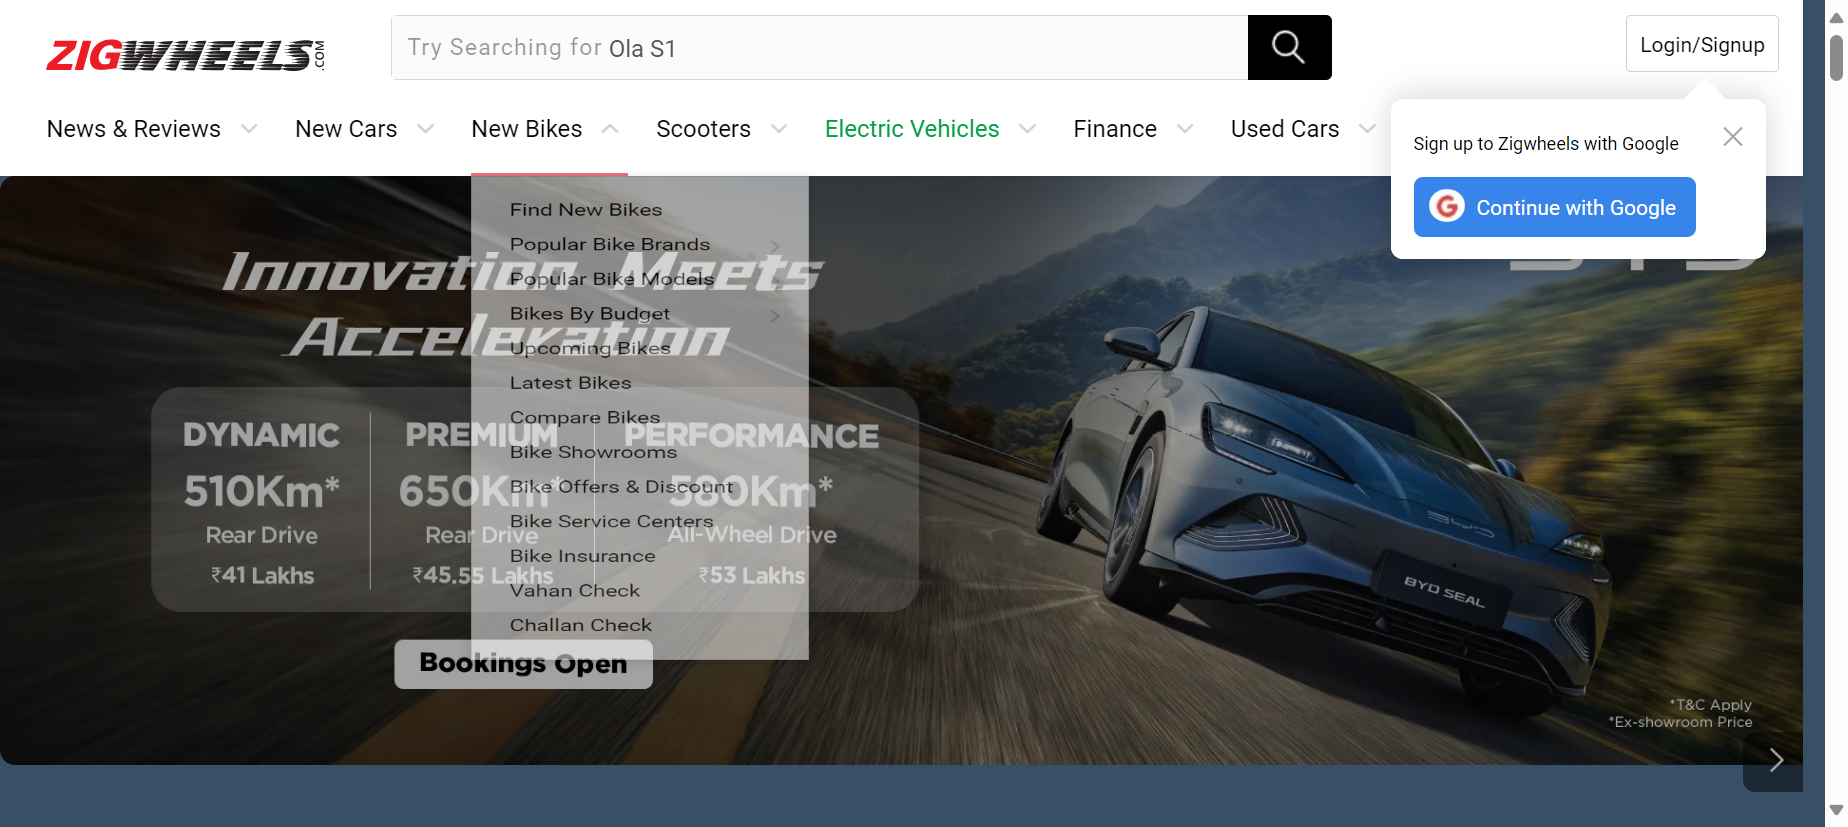 ZIGWHEELS.COM
Try Searching for Ola S1
Login/Signup
News & Reviews
New Cars
New Bikes
Scooters
Electric Vehicles
Finance
Used Cars
Sign up to Zigwheels with Google
Continue with Google
Find New Bikes
Popular Bike Brands
Popular Bike Models
Bikes By Budget
Upcoming Bikes
Latest Bikes
Compare Bikes
Bike Showrooms
Bike Offers & Discount
Bike Service Centers
Bike Insurance
Vahan Check
Challan Check
Innovation Meets
Acceleration
DYNAMIC
510Km*
Rear Drive
₹41 Lakhs
PREMIUM
650Km*
Rear Drive
₹45.55 Lakhs
PERFORMANCE
580Km*
All-Wheel Drive
₹53 Lakhs
Bookings Open
BYD
BYD SEAL
*T&C Apply
*Ex-showroom Price